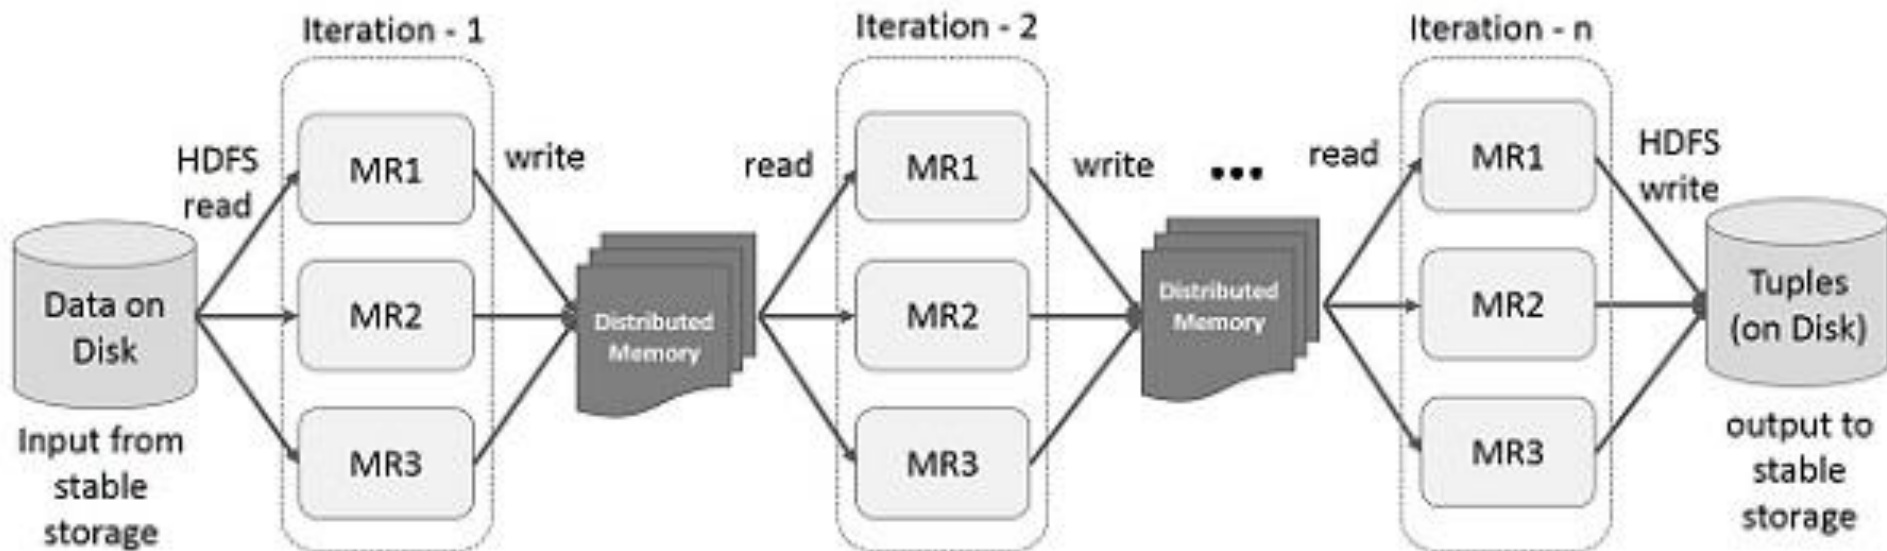 Iteration - 1
Iteration - 2
Iteration - n
HDFS
read
MR1
write
read
MR1
write
...
read
MR1
HDFS
write
Data on
Disk
MR2
Distributed
Memory
MR2
Distributed
Memory
MR2
Tuples
(on Disk)
Input from
stable
storage
MR3
MR3
MR3
output to
stable
storage